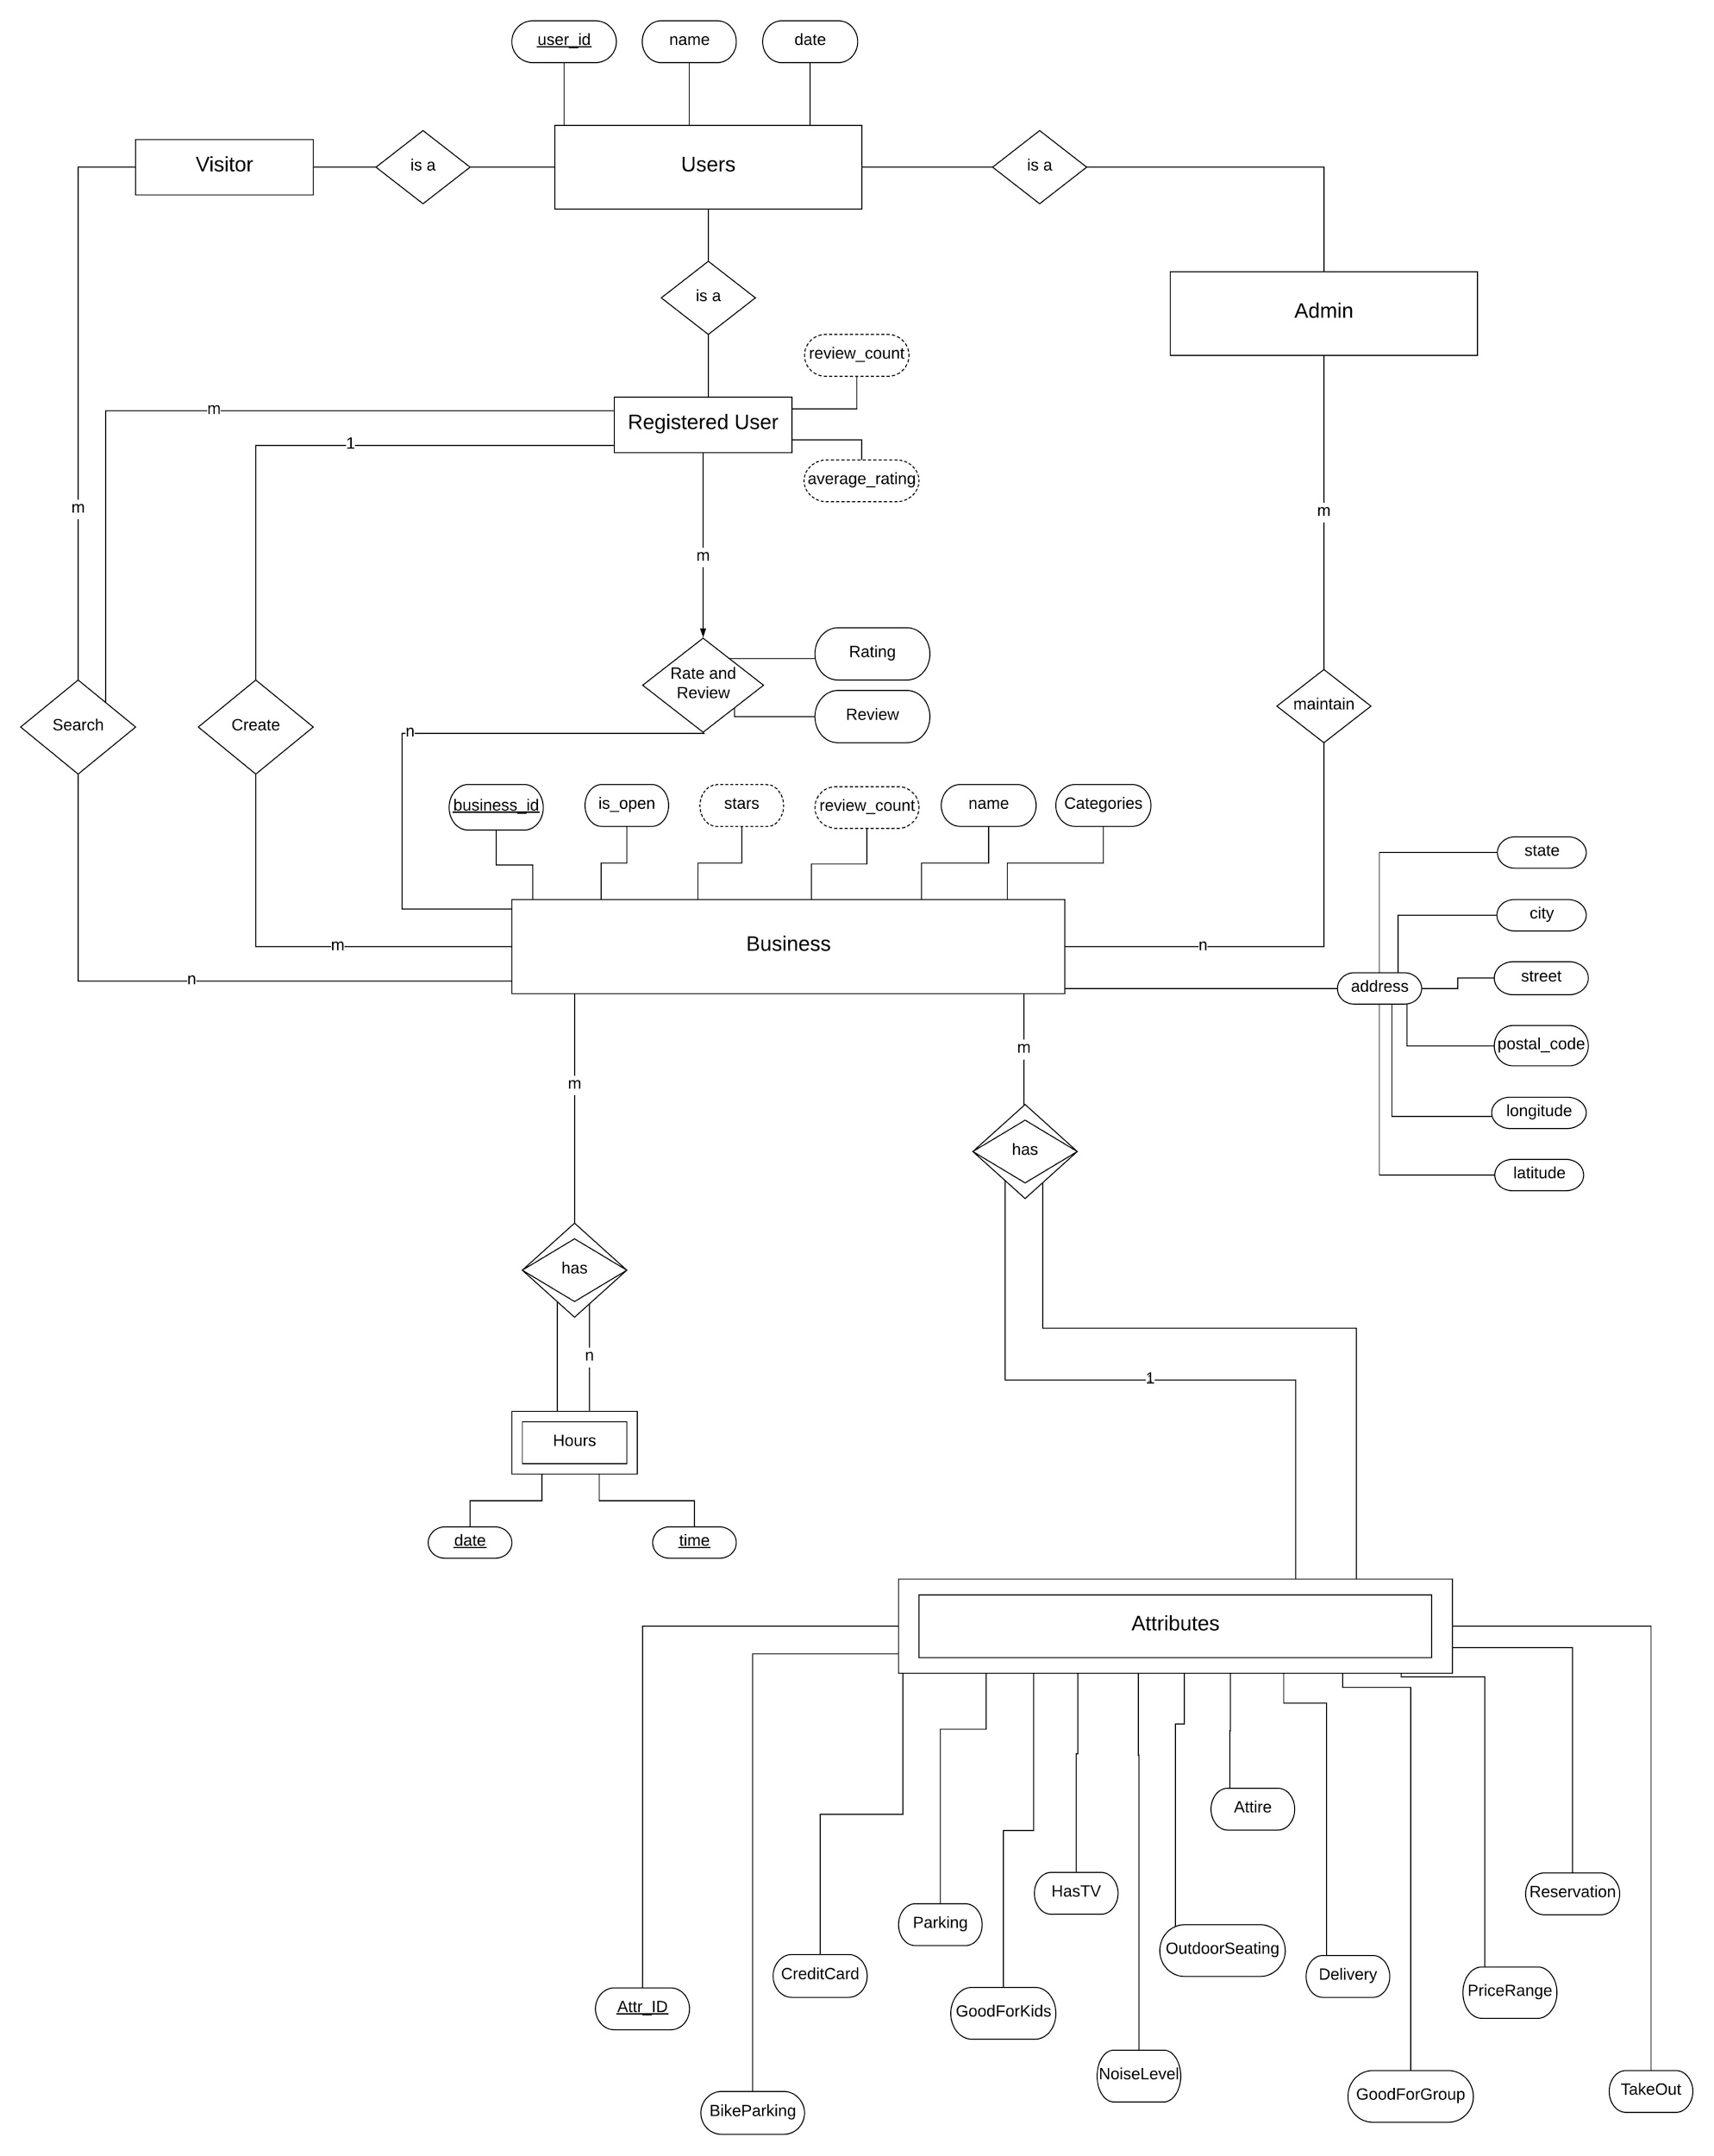 user_id
name
date
Visitor
is a
Users
is a
is a
Admin
review_count
Registered User
m
1
average_rating
m
m
m
Rating
Rate and
Review
Review
maintain
Search
Create
n
business_id
is_open
stars
review_count
name
Categories
state
city
Business
m
n
n
street
address
postal_code
m
m
longitude
has
latitude
has
n
1
Hours
date
time
Attributes
Attire
HasTV
Reservation
Parking
OutdoorSeating
CreditCard
Delivery
PriceRange
Attr_ID
GoodForKids
NoiseLevel
TakeOut
GoodForGroup
BikeParking